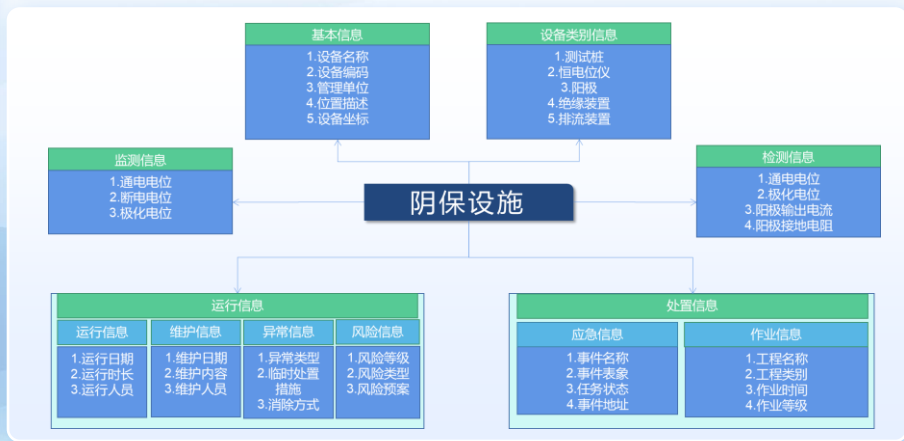 基本信息
1.设备名称
2.设备编码
3.管理单位
4.位置描述
5.设备坐标
设备类别信息
1.测试桩
2.恒电位仪
3.阳极
4.绝缘装置
5.排流装置
监测信息
1.通电电位
2.断电电位
3.极化电位
阴保设施
检测信息
1.通电电位
2.极化电位
3.阳极输出电流
4.阳极接地电阻
运行信息
运行信息
1.运行日期
2.运行时长
3.运行人员
维护信息
1.维护日期
2.维护内容
3.维护人员
异常信息
1.异常类型
2.临时处置
措施
3.消除方式
风险信息
1.风险等级
2.风险类型
3.风险预案
处置信息
应急信息
1.事件名称
2.事件表象
3.任务状态
4.事件地址
作业信息
1.工程名称
2.工程类别
3.作业时间
4.作业等级